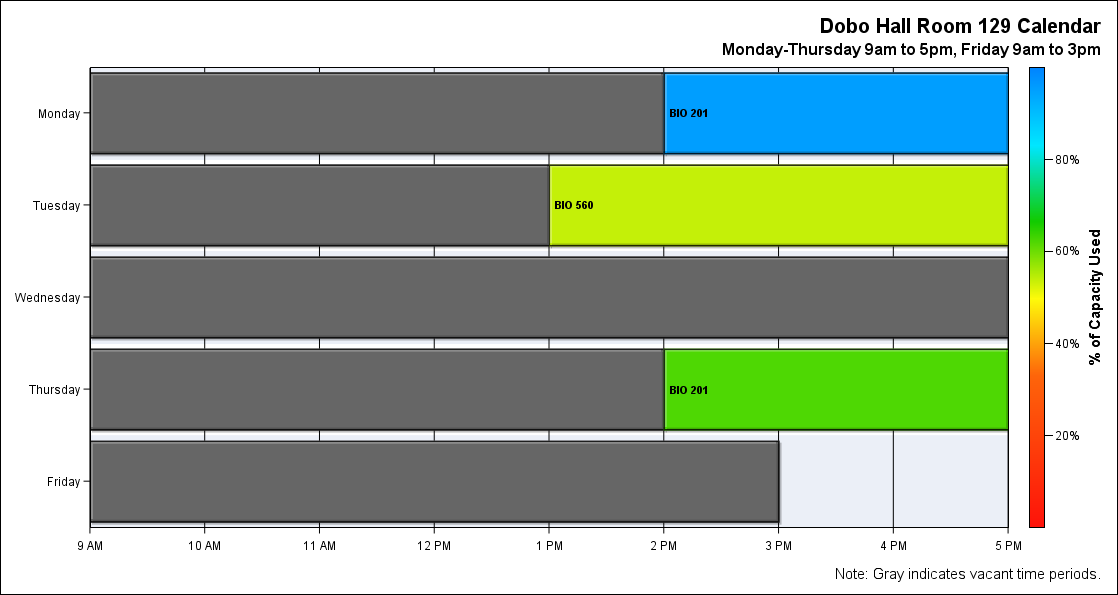 Dobo Hall Room 129 Calendar
Monday-Thursday 9am to 5pm, Friday 9am to 3pm
Monday
BIO 201
Tuesday
BIO 560
Wednesday
Thursday
BIO 201
Friday
9 AM 10 AM 11 AM 12 PM 1 PM 2 PM 3 PM 4 PM 5 PM
80%
60%
40%
20%
% of Capacity Used
Note: Gray indicates vacant time periods.